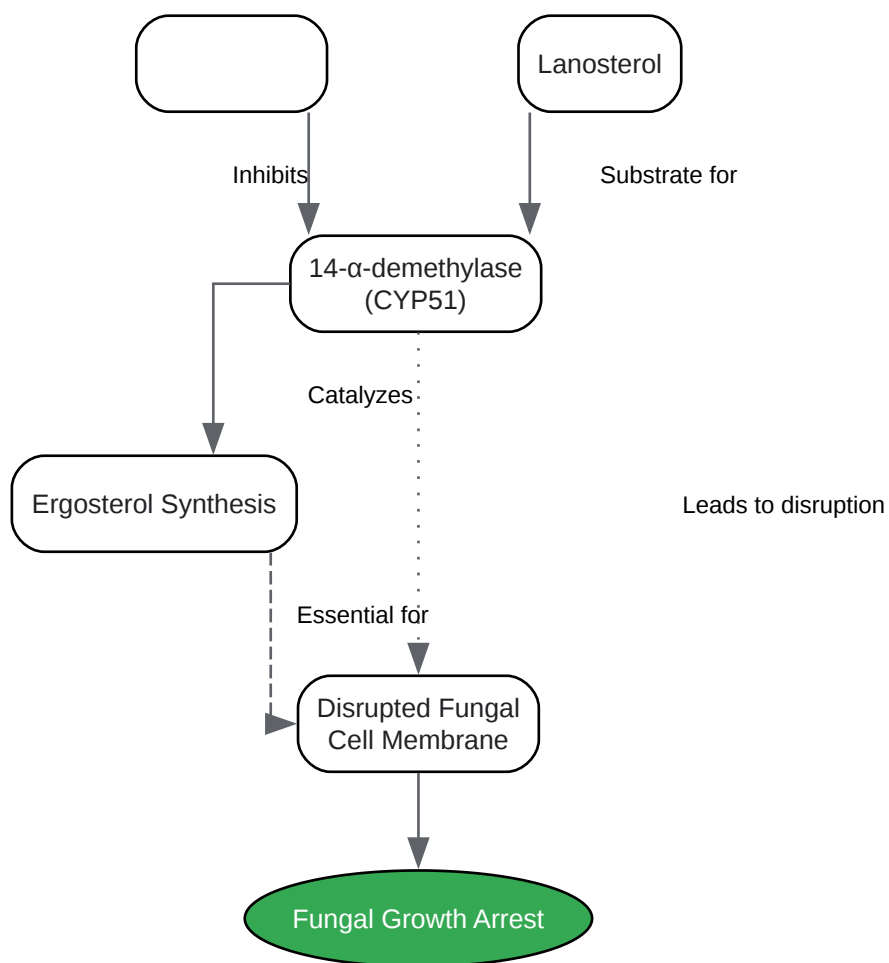 Lanosterol
Inhibits
Substrate for
14-α-demethylase
(CYP51)
Catalyzes
Ergosterol Synthesis
Leads to disruption
Essential for
Disrupted Fungal
Cell Membrane
Fungal Growth Arrest